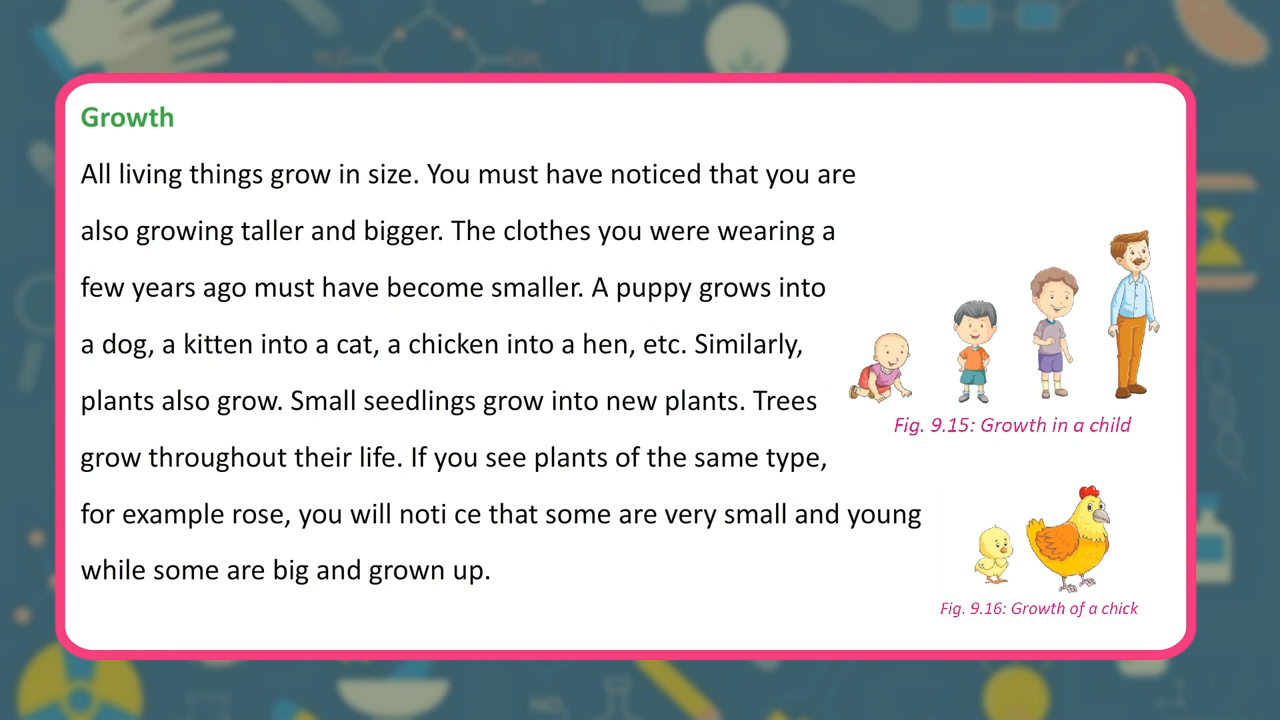 Growth
All living things grow in size. You must have noticed that you are
also growing taller and bigger. The clothes you were wearing a
few years ago must have become smaller. A puppy grows into
a dog, a kitten into a cat, a chicken into a hen, etc. Similarly,
plants also grow. Small seedlings grow into new plants. Trees
grow throughout their life. If you see plants of the same type,
for example rose, you will noti ce that some are very small and young
while some are big and grown up.
Fig. 9.15: Growth in a child
Fig. 9.16: Growth of a chick